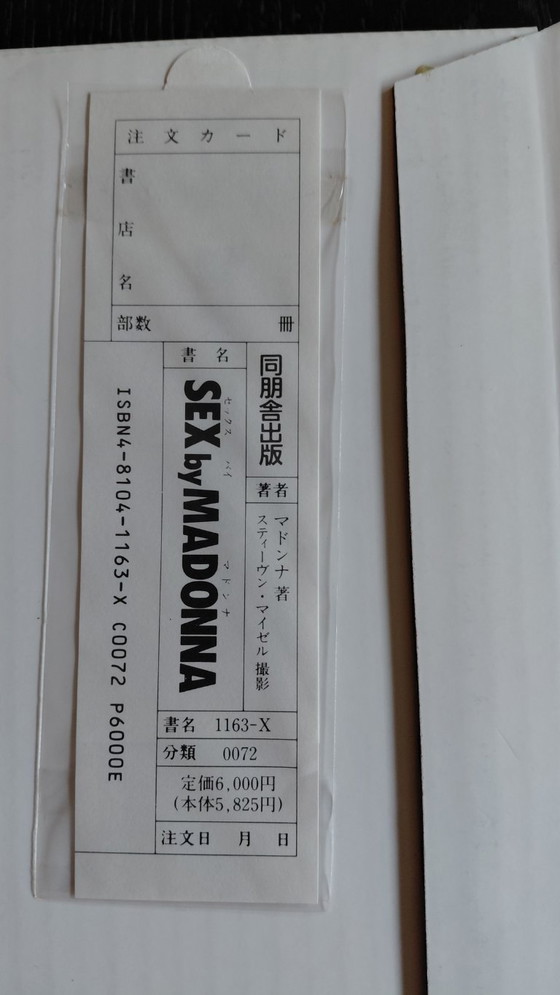 注文カード
書店名
部数 冊
同朋舎出版
著者
マドンナ著
スティーヴン・マイゼル撮影
書名
セックス バイ マドンナ
SEX by MADONNA
ISBN4-8104-1163-X C0072 P6000E
書名 1163-X
分類 0072
定価6,000円
(本体5,825円)
注文日 月 日